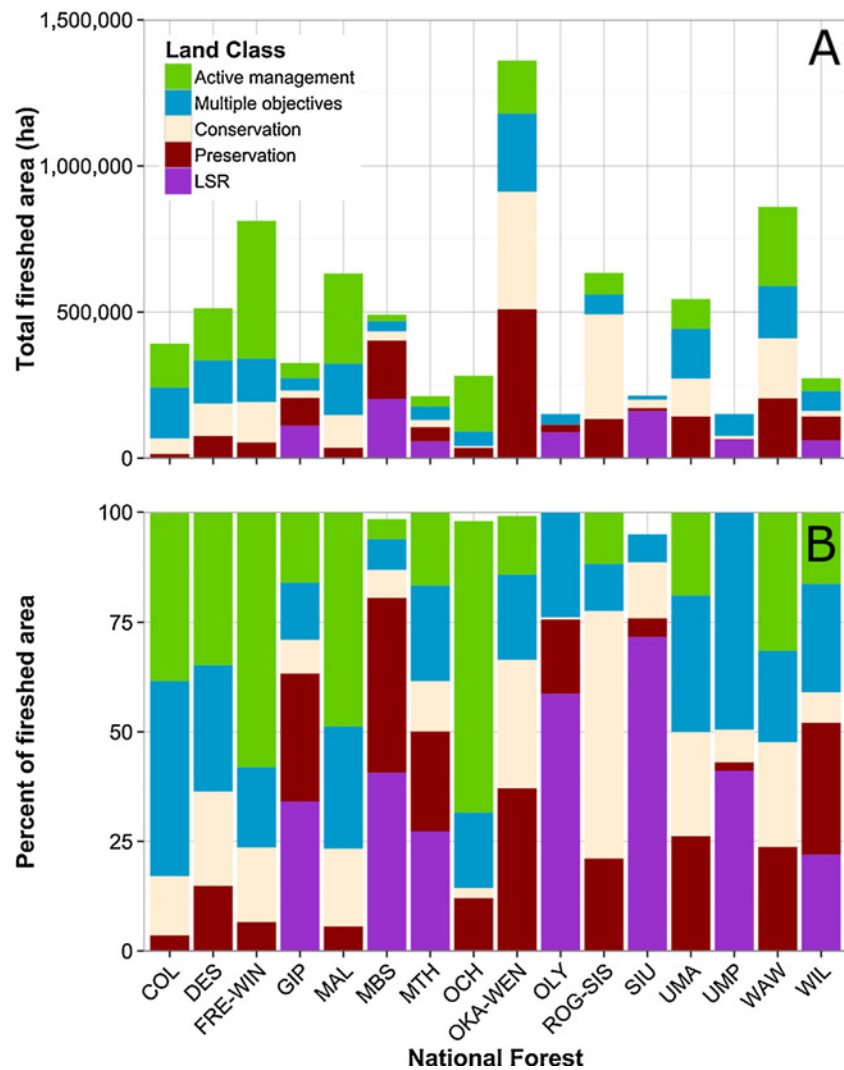 1,500,000
1,000,000
500,000
0
Total fireshed area (ha)
Land Class
Active management
Multiple objectives
Conservation
Preservation
LSR
A
100
75
50
25
0
Percent of fireshed area
B
COL
DES
FRE-WIN
GIP
MAL
MBS
MTH
OCH
OKA-WEN
OLY
ROG-SIS
SIU
UMA
UMP
WAW
WIL
National Forest